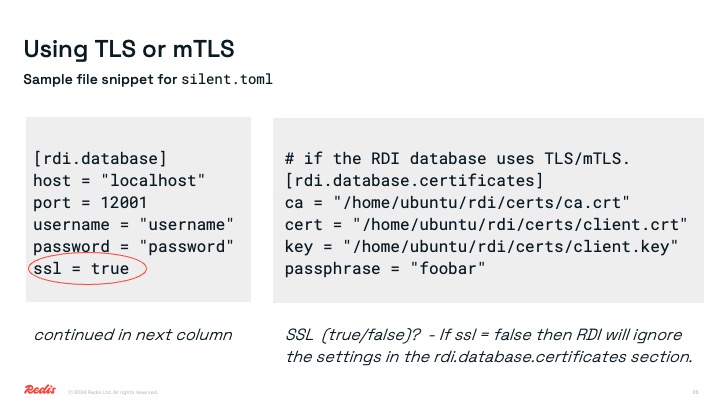 Using TLS or mTLS
Sample file snippet for silent.toml
[rdi.database]
host = "localhost"
port = 12001
username = "username"
password = "password"
ssl = true
continued in next column
# if the RDI database uses TLS/mTLS.
[rdi.database.certificates]
ca = "/home/ubuntu/rdi/certs/ca.crt"
cert = "/home/ubuntu/rdi/certs/client.crt"
key = "/home/ubuntu/rdi/certs/client.key"
passphrase = "foobar"
SSL (true/false)? - If ssl = false then RDI will ignore
the settings in the rdi.database.certificates section.
Redis
© 2024 Redis Ltd. All rights reserved.